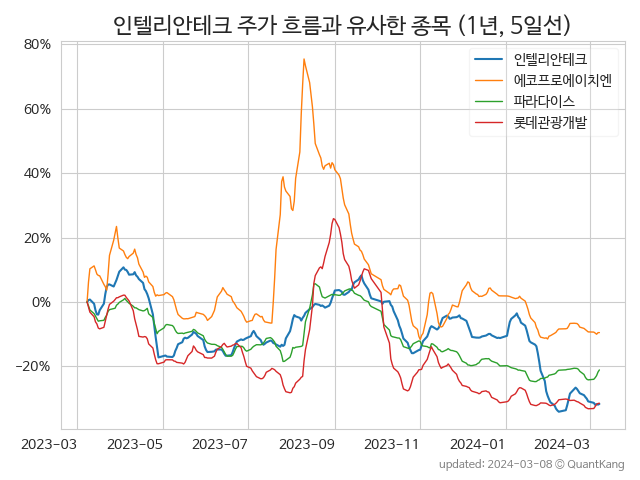 인텔리안테크 주가 흐름과 유사한 종목 (1년, 5일선)
80%
60%
40%
20%
0%
−20%
인텔리안테크
에코프로에이치엔
파라다이스
롯데관광개발
2023-03 2023-05 2023-07 2023-09 2023-11 2024-01 2024-03
updated: 2024-03-08 © QuantKang